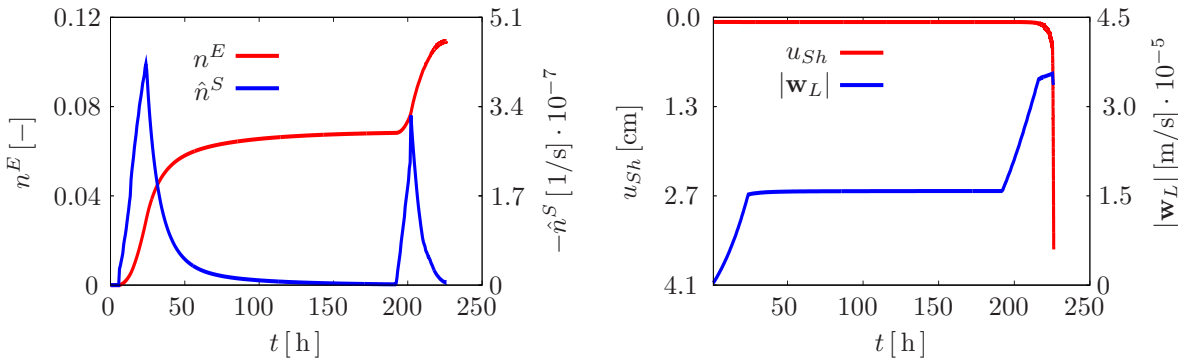 0.12
0.08
0.04
0
n^E [−]
n^E
n̂^S
5.1
3.4
1.7
0
−n̂^S [1/s] · 10^−7
0 50 100 150 200 250
t [ h ]
0.0
1.3
2.7
4.1
u_Sh [cm]
u_Sh
|w_L|
4.5
3.0
1.5
0
|w_L| [m/s] · 10^−5
50 100 150 200 250
t [ h ]